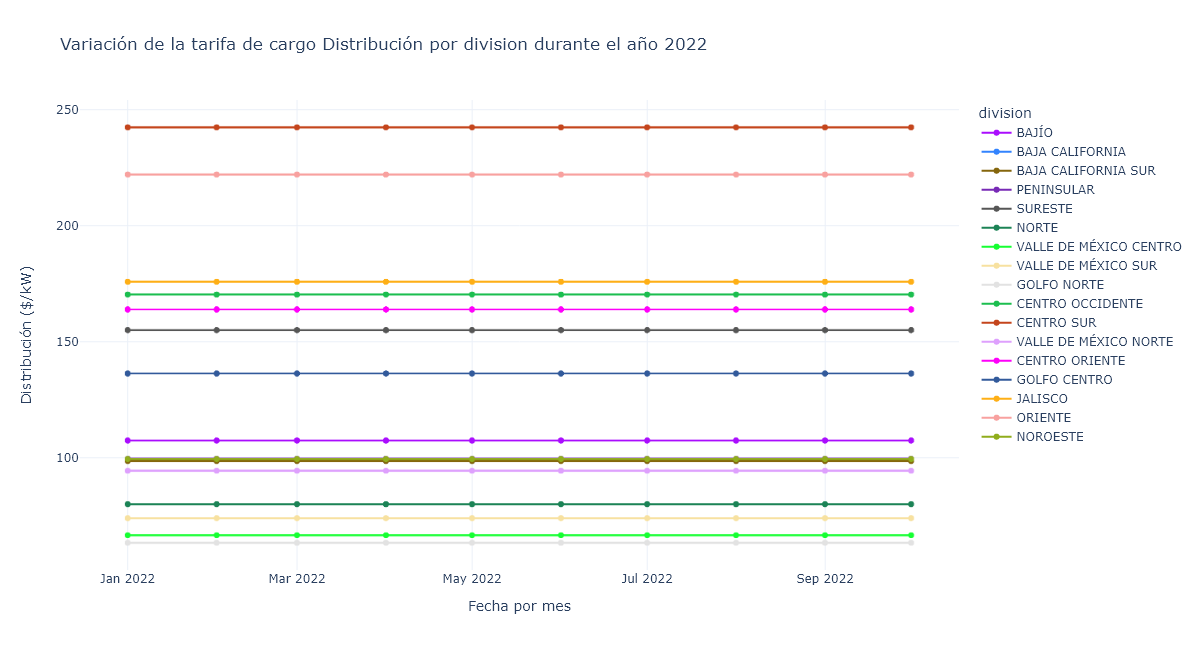 Variación de la tarifa de cargo Distribución por division durante el año 2022
Distribución ($/kW)
250
200
150
100
Jan 2022
Mar 2022
May 2022
Jul 2022
Sep 2022
Fecha por mes
division
BAJÍO
BAJA CALIFORNIA
BAJA CALIFORNIA SUR
PENINSULAR
SURESTE
NORTE
VALLE DE MÉXICO CENTRO
VALLE DE MÉXICO SUR
GOLFO NORTE
CENTRO OCCIDENTE
CENTRO SUR
VALLE DE MÉXICO NORTE
CENTRO ORIENTE
GOLFO CENTRO
JALISCO
ORIENTE
NOROESTE